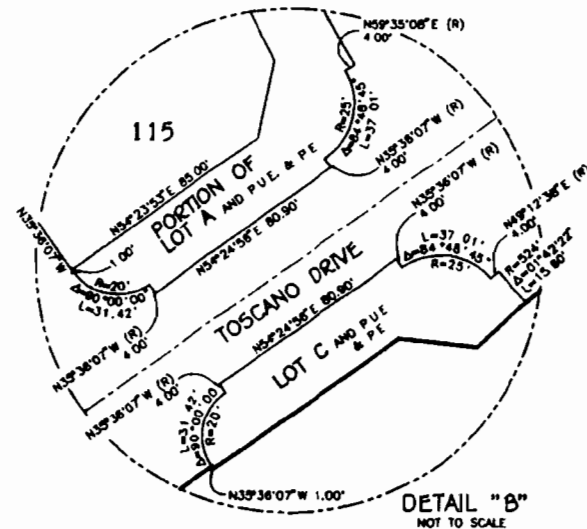 N59°35'08"E (R)
4.00'
115
R=25'
Δ=84°48'45"
L=37.01'
N35°36'07"W (R)
4.00'
N54°23'53"E 85.00'
PORTION OF
LOT A AND P.U.E. & P.E
N54°24'56"E 80.90'
N35°36'07"W
1.00'
R=20'
Δ=90°00'00"
L=31.42'
N35°36'07"W (R)
4.00'
N35°36'07"W (R)
4.00'
N49°12'38"E (R)
4.00'
L=37.01'
Δ=84°48'45"
R=25'
R=524'
Δ=01°42'22"
L=15.60'
TOSCANO DRIVE
N54°24'56"E 80.90'
LOT C AND P.U.E
& P.E
N35°36'07"W (R)
4.00'
L=31.42'
Δ=90°00'00"
R=20'
N35°36'07"W 1.00'
DETAIL "B"
NOT TO SCALE